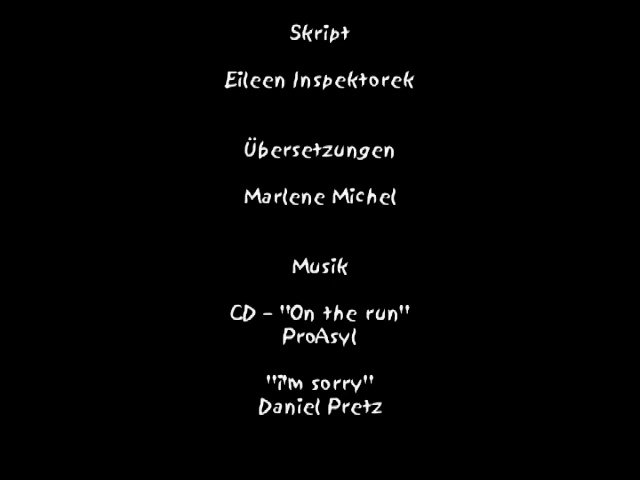 Skript
Eileen Inspektorek
Übersetzungen
Marlene Michel
Musik
CD - "On the run"
ProAsyl
"i'm sorry"
Daniel Pretz